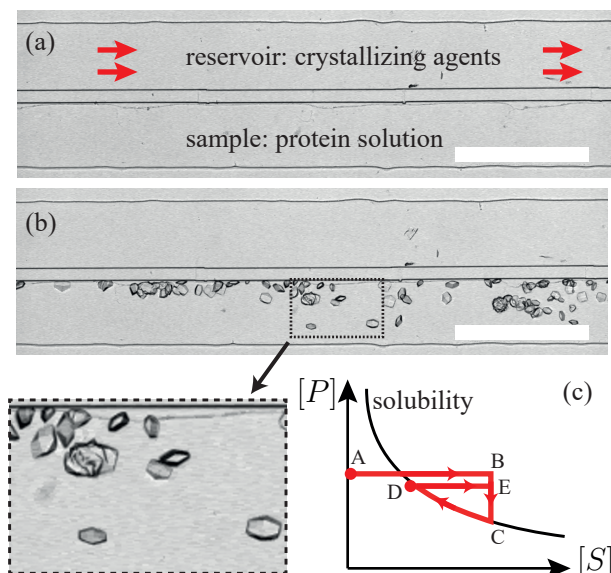 (a)
reservoir: crystallizing agents
sample: protein solution
(b)
[P]
solubility
(c)
A
B
D
E
C
[S]